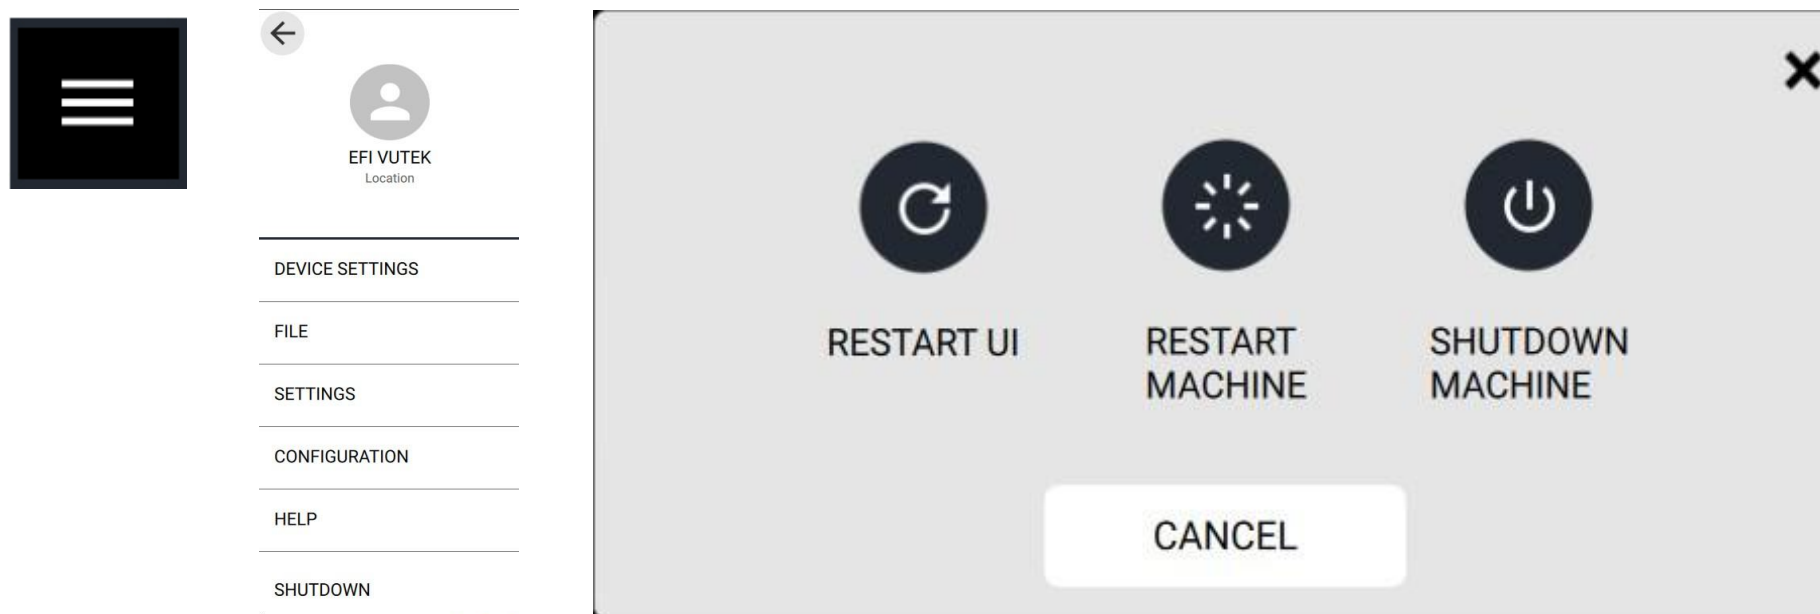 EFI VUTEK
Location
DEVICE SETTINGS
FILE
SETTINGS
CONFIGURATION
HELP
SHUTDOWN
RESTART UI
RESTART
MACHINE
SHUTDOWN
MACHINE
CANCEL